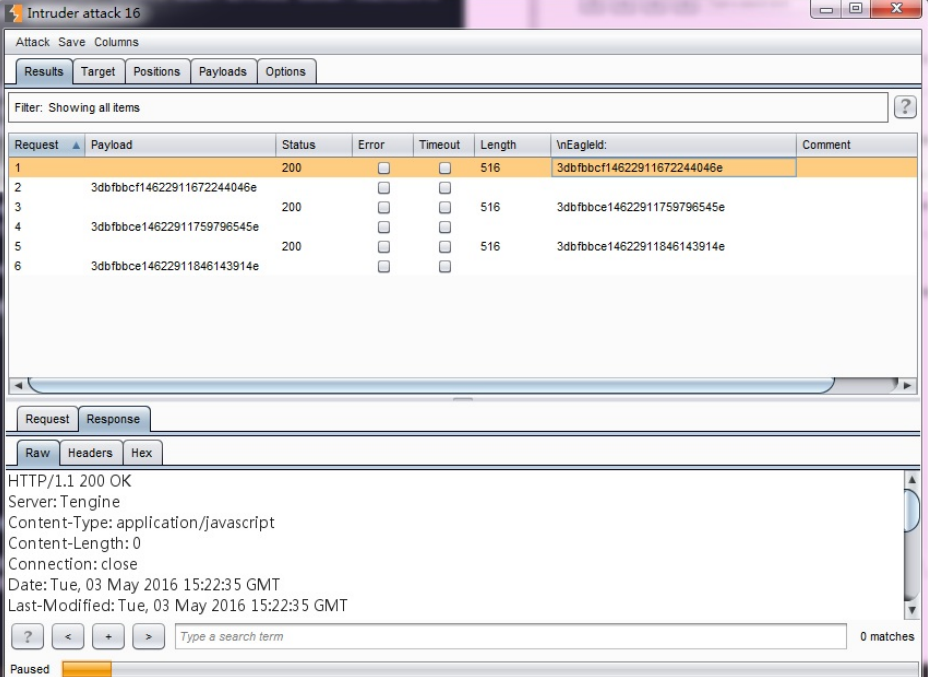 Intruder attack 16
Attack Save Columns
Results Target Positions Payloads Options
Filter: Showing all items ?
Request Payload Status Error Timeout Length \nEagleId: Comment
1 200 516 3dbfbbcf14622911672244046e
2 3dbfbbcf14622911672244046e
3 200 516 3dbfbbce14622911759796545e
4 3dbfbbce14622911759796545e
5 200 516 3dbfbbce14622911846143914e
6 3dbfbbce14622911846143914e
Request Response
Raw Headers Hex
HTTP/1.1 200 OK
Server: Tengine
Content-Type: application/javascript
Content-Length: 0
Connection: close
Date: Tue, 03 May 2016 15:22:35 GMT
Last-Modified: Tue, 03 May 2016 15:22:35 GMT
? < + > Type a search term 0 matches
Paused